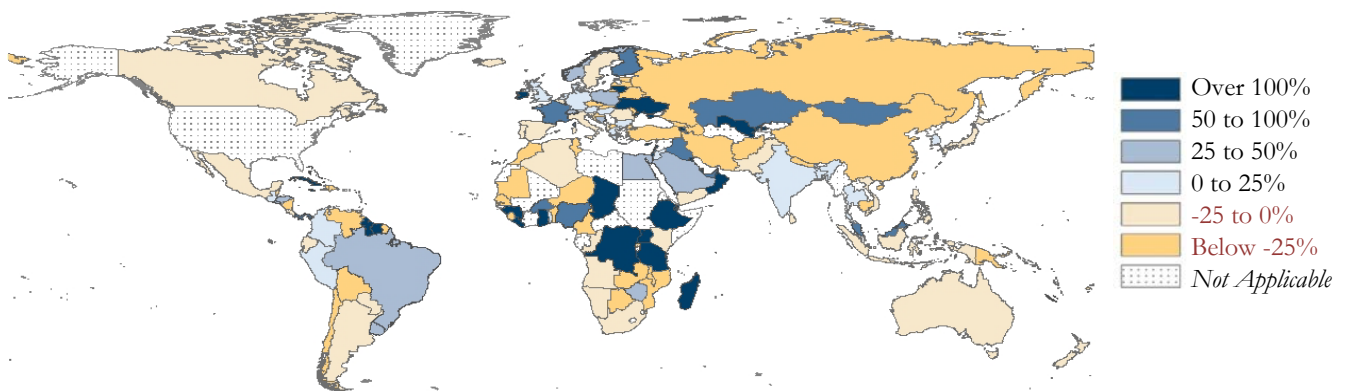 Over 100%
50 to 100%
25 to 50%
0 to 25%
-25 to 0%
Below -25%
Not Applicable